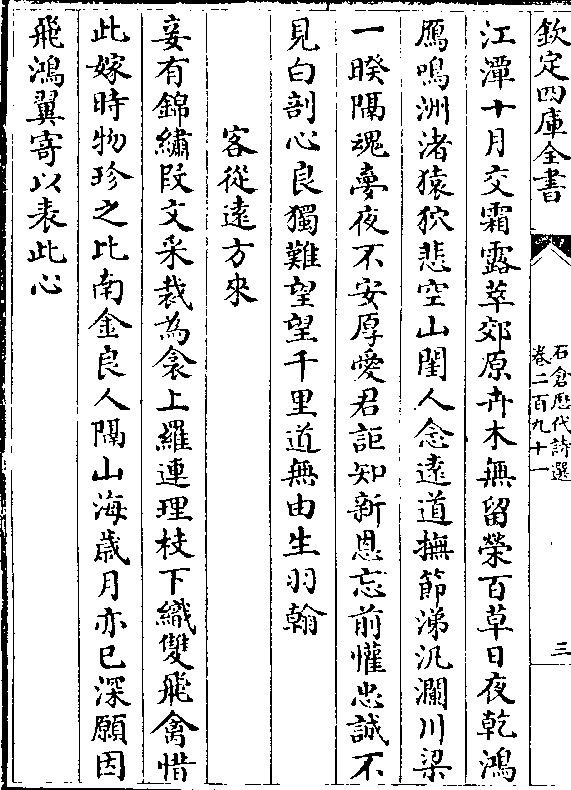 欽定四庫全書
石倉歷代詩選
卷二百九十一
三
江潭十月交霜露萃郊原卉木無留榮百草日夜乾鴻
鴈鳴洲渚猿狖悲空山閨人念遠道撫節涕汎瀾川梁
一暌隔魂夢夜不安厚愛君詎知新恩忘前懽忠誠不
見白剖心良獨難望望千里道無由生羽翰
客從遠方來
妾有錦繡段文采裁為衾上羅連理枝下織雙飛禽惜
此嫁時物珍之比南金良人隔山海歲月亦已深願因
飛鴻翼寄以表此心